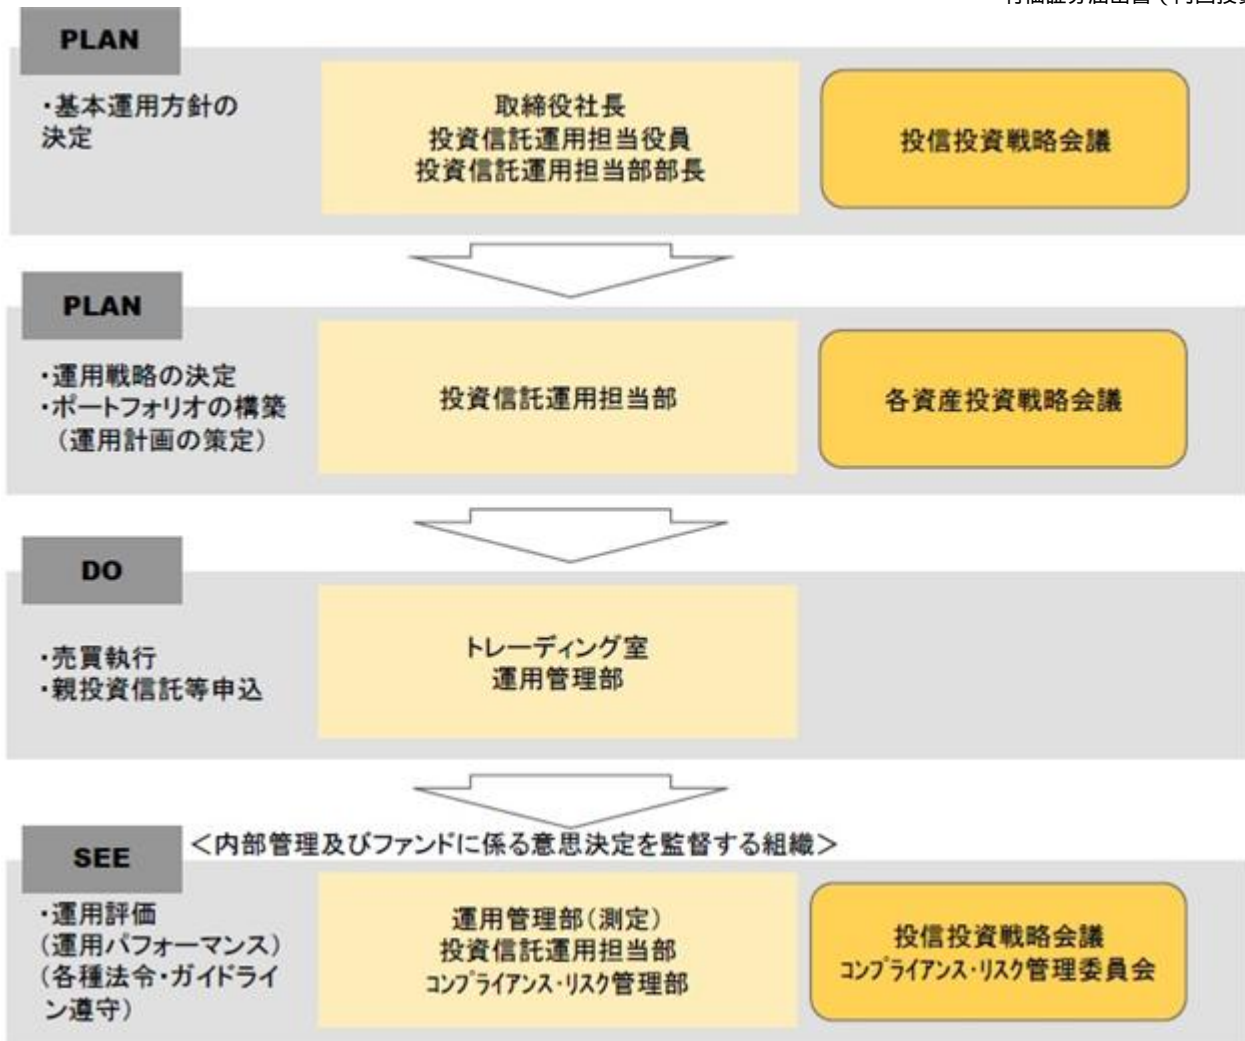 有価証券届出書（内国投資
PLAN
・基本運用方針の
決定
取締役社長
投資信託運用担当役員
投資信託運用担当部部長
投信投資戦略会議
PLAN
・運用戦略の決定
・ポートフォリオの構築
（運用計画の策定）
投資信託運用担当部
各資産投資戦略会議
DO
・売買執行
・親投資信託等申込
トレーディング室
運用管理部
＜内部管理及びファンドに係る意思決定を監督する組織＞
SEE
・運用評価
(運用パフォーマンス)
(各種法令・ガイドライ
ン遵守)
運用管理部(測定)
投資信託運用担当部
ｺﾝﾌﾟﾗｲｱﾝｽ･ﾘｽｸ管理部
投信投資戦略会議
ｺﾝﾌﾟﾗｲｱﾝｽ･ﾘｽｸ管理委員会